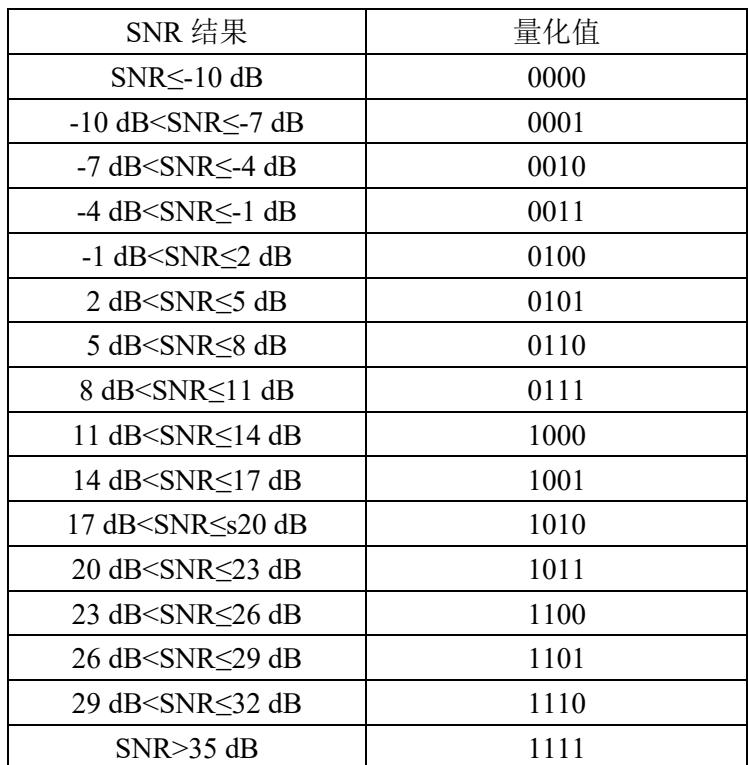 SNR 结果 量化值
SNR≤-10 dB 0000
-10 dB<SNR≤-7 dB 0001
-7 dB<SNR≤-4 dB 0010
-4 dB<SNR≤-1 dB 0011
-1 dB<SNR≤2 dB 0100
2 dB<SNR≤5 dB 0101
5 dB<SNR≤8 dB 0110
8 dB<SNR≤11 dB 0111
11 dB<SNR≤14 dB 1000
14 dB<SNR≤17 dB 1001
17 dB<SNR≤s20 dB 1010
20 dB<SNR≤23 dB 1011
23 dB<SNR≤26 dB 1100
26 dB<SNR≤29 dB 1101
29 dB<SNR≤32 dB 1110
SNR>35 dB 1111